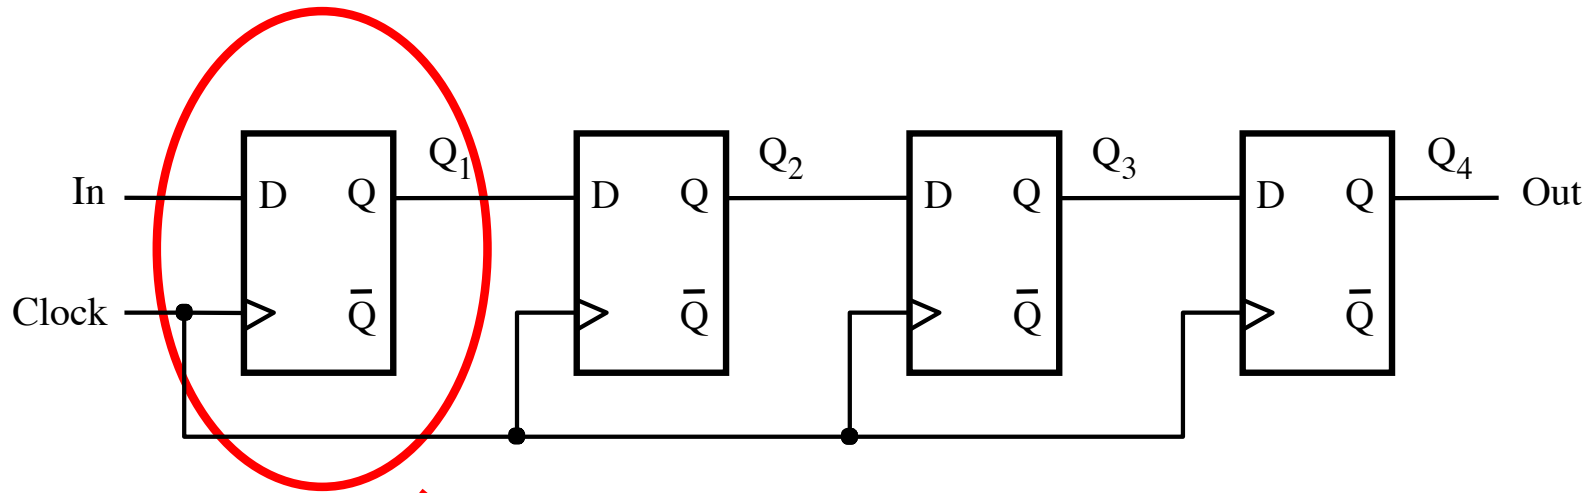 Q₁ Q₂ Q₃ Q₄
In D Q D Q D Q D Q Out
Clock Q̅ Q̅ Q̅ Q̅